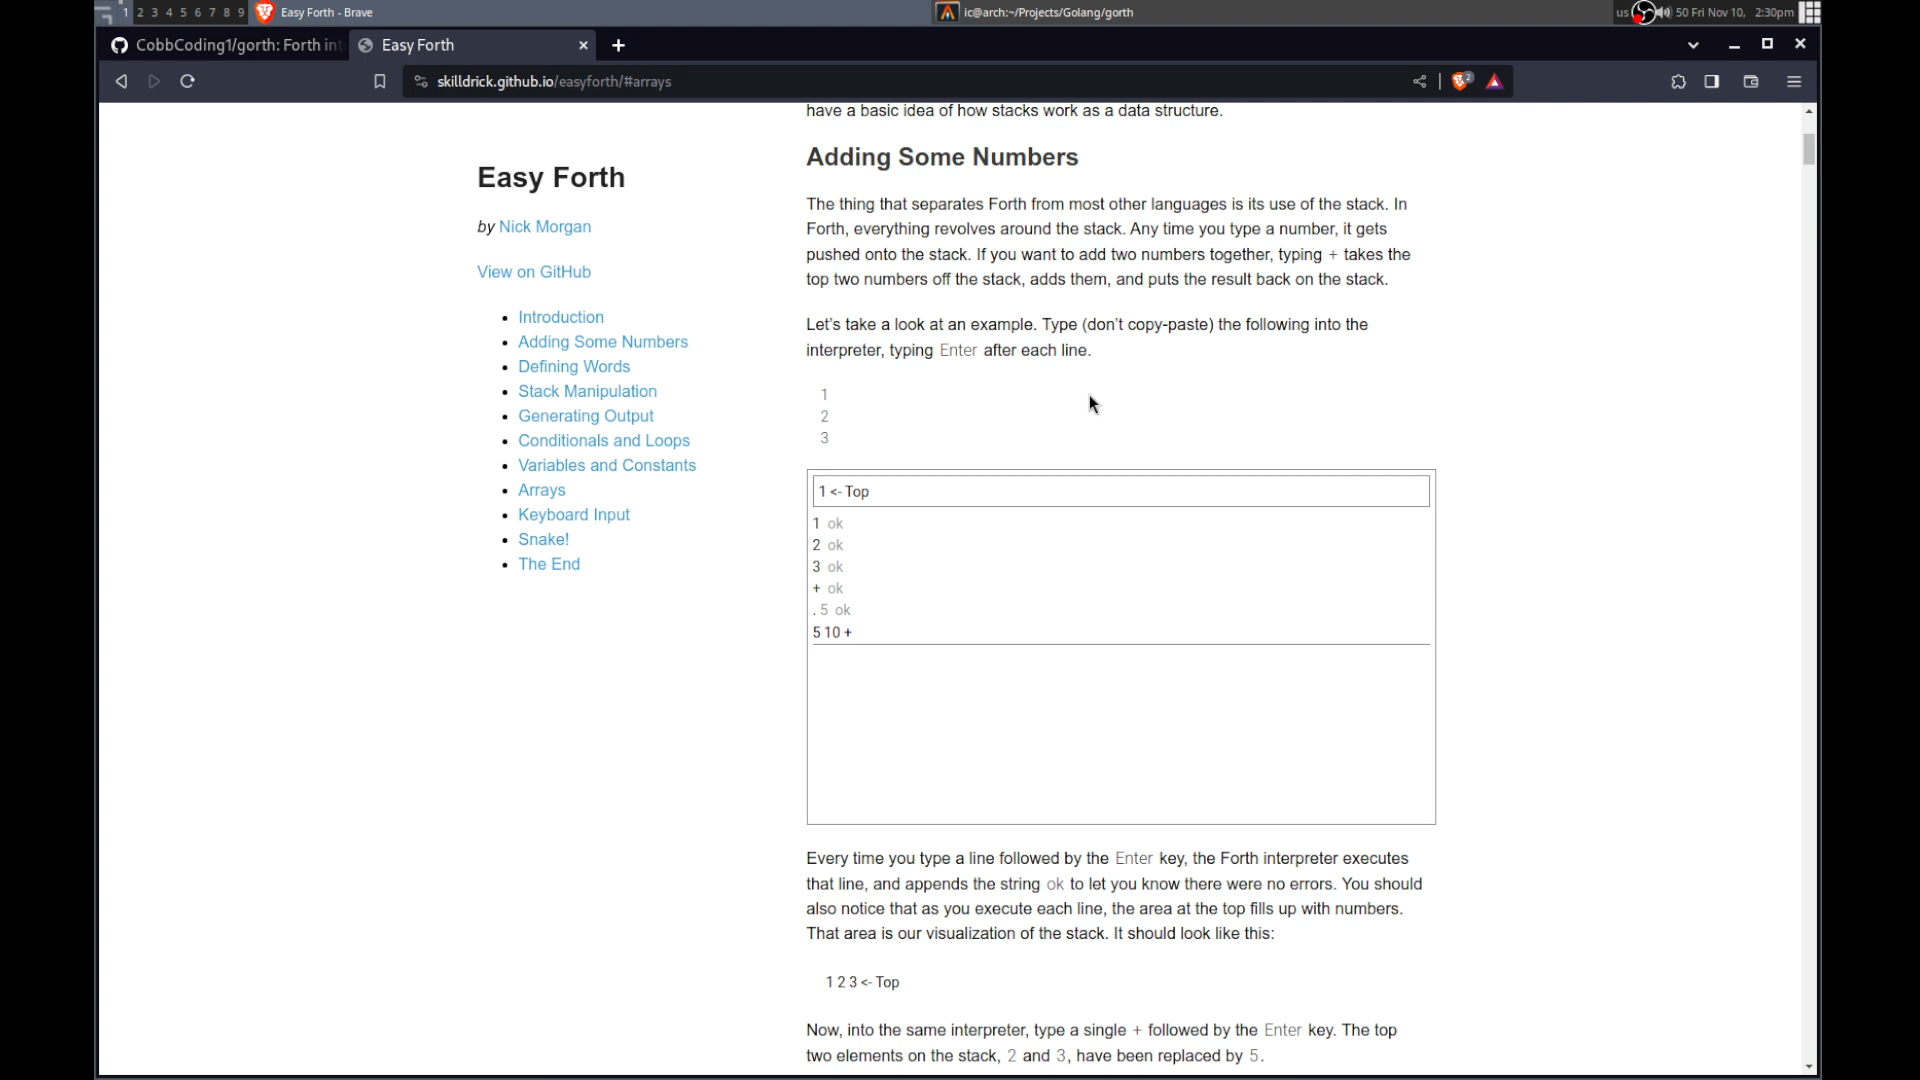 1 2 3 4 5 6 7 8 9 Easy Forth - Brave ic@arch:~/Projects/Golang/gorth us 50 Fri Nov 10, 2:30pm
CobbCoding1/gorth: Forth int Easy Forth
skilldrick.github.io/easyforth/#arrays 2
have a basic idea of how stacks work as a data structure.
Easy Forth
by Nick Morgan
View on GitHub
Introduction
Adding Some Numbers
Defining Words
Stack Manipulation
Generating Output
Conditionals and Loops
Variables and Constants
Arrays
Keyboard Input
Snake!
The End
Adding Some Numbers
The thing that separates Forth from most other languages is its use of the stack. In
Forth, everything revolves around the stack. Any time you type a number, it gets
pushed onto the stack. If you want to add two numbers together, typing + takes the
top two numbers off the stack, adds them, and puts the result back on the stack.
Let's take a look at an example. Type (don't copy-paste) the following into the
interpreter, typing Enter after each line.
1
2
3
1 <- Top
1 ok
2 ok
3 ok
+ ok
. 5 ok
5 10 +
Every time you type a line followed by the Enter key, the Forth interpreter executes
that line, and appends the string ok to let you know there were no errors. You should
also notice that as you execute each line, the area at the top fills up with numbers.
That area is our visualization of the stack. It should look like this:
1 2 3 <- Top
Now, into the same interpreter, type a single + followed by the Enter key. The top
two elements on the stack, 2 and 3, have been replaced by 5.